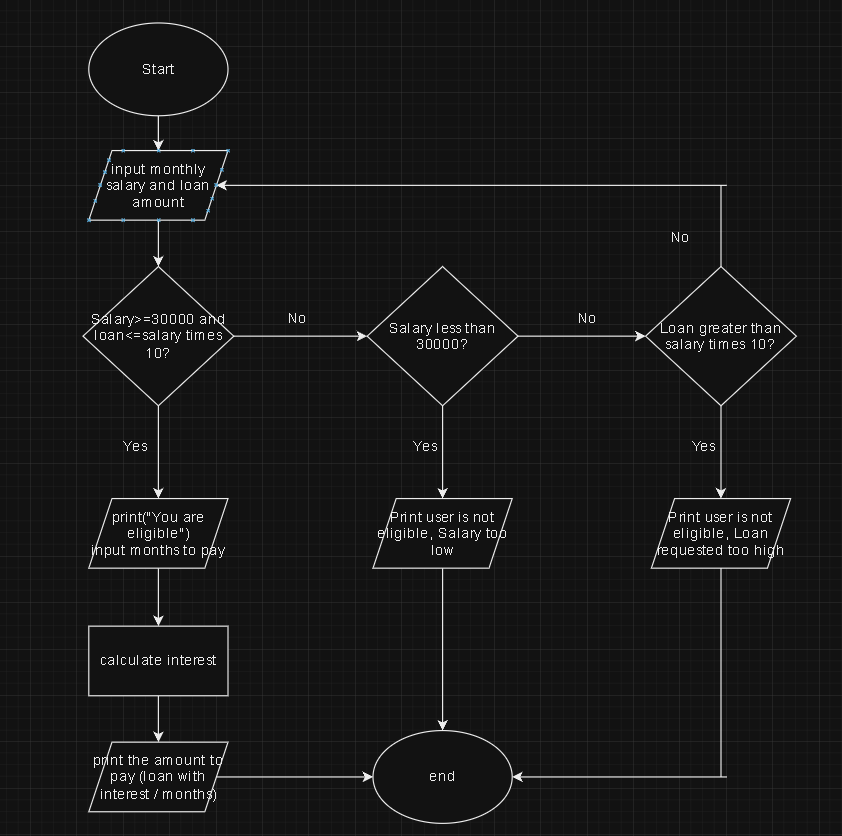 Start
input monthly
salary and loan
amount
No
Salary>=30000 and
loan<=salary times
10?
No
Salary less than
30000?
No
Loan greater than
salary times 10?
Yes
Yes
Yes
print("You are
eligible")
input months to pay
Print user is not
eligible, Salary too
low
Print user is not
eligible, Loan
requested too high
calculate interest
print the amount to
pay (loan with
interest / months)
end